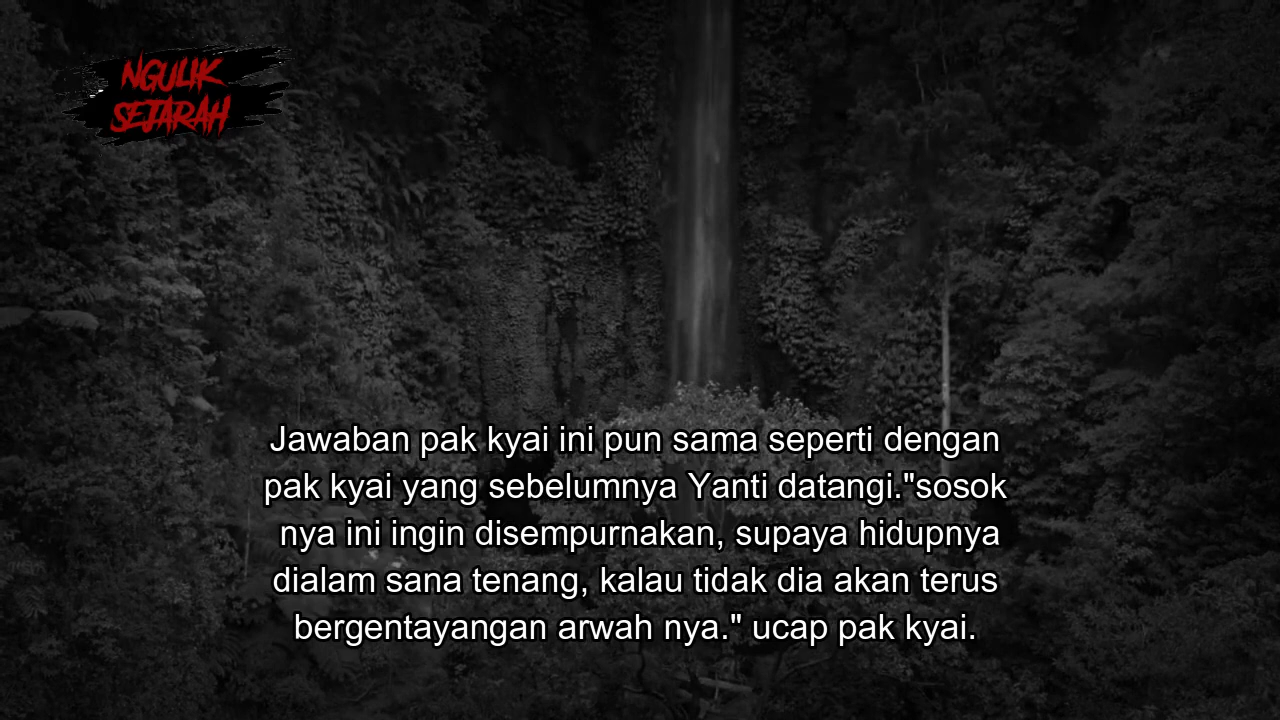 NGULIK
SEJARAH
Jawaban pak kyai ini pun sama seperti dengan
pak kyai yang sebelumnya Yanti datangi."sosok
nya ini ingin disempurnakan, supaya hidupnya
dialam sana tenang, kalau tidak dia akan terus
bergentayangan arwah nya." ucap pak kyai.